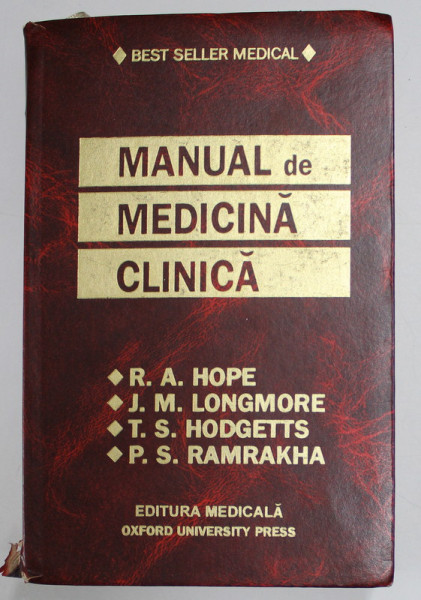 ◆ BEST SELLER MEDICAL ◆
MANUAL de
MEDICINĂ
CLINICĂ
◆ R. A. HOPE
◆ J. M. LONGMORE
◆ T. S. HODGETTS
◆ P. S. RAMRAKHA
EDITURA MEDICALĂ
OXFORD UNIVERSITY PRESS